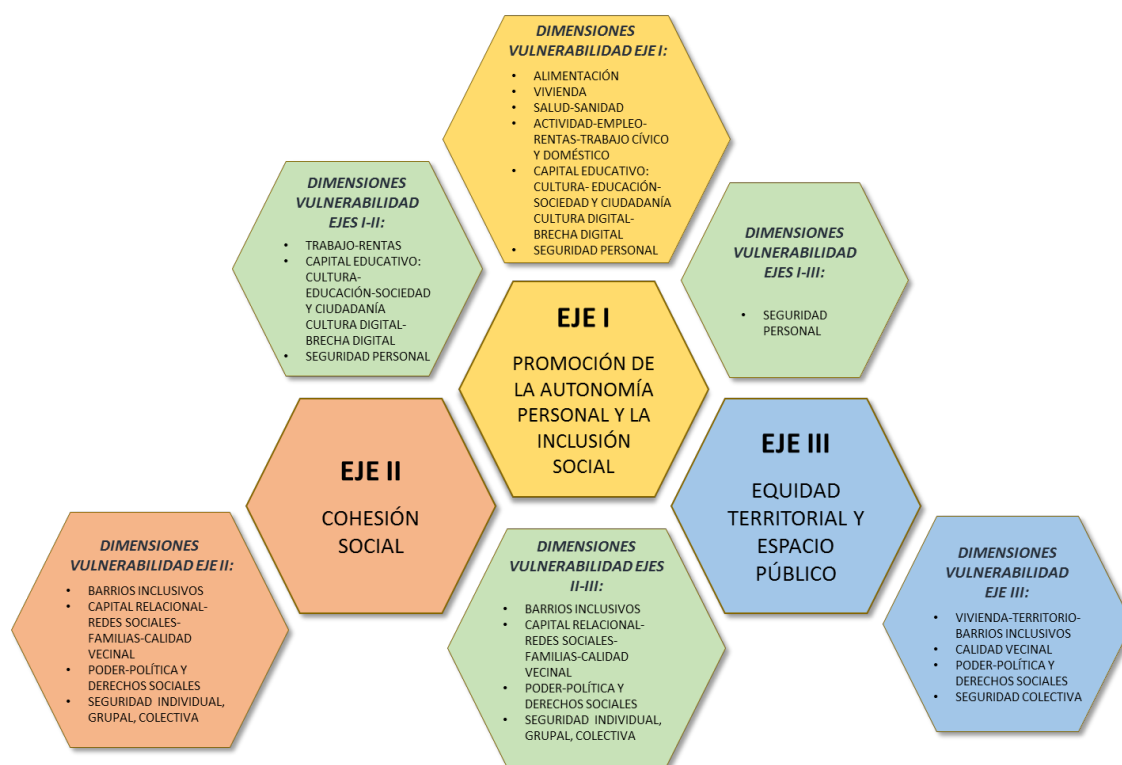 DIMENSIONES
VULNERABILIDAD EJE I:
• ALIMENTACIÓN
• VIVIENDA
• SALUD-SANIDAD
• ACTIVIDAD-EMPLEO-
RENTAS-TRABAJO CÍVICO
Y DOMÉSTICO
• CAPITAL EDUCATIVO:
CULTURA- EDUCACIÓN-
SOCIEDAD Y CIUDADANÍA
CULTURA DIGITAL-
BRECHA DIGITAL
• SEGURIDAD PERSONAL
DIMENSIONES
VULNERABILIDAD
EJES I-II:
• TRABAJO-RENTAS
• CAPITAL EDUCATIVO:
CULTURA-
EDUCACIÓN-SOCIEDAD
Y CIUDADANÍA
CULTURA DIGITAL-
BRECHA DIGITAL
• SEGURIDAD PERSONAL
DIMENSIONES
VULNERABILIDAD
EJES I-III:
• SEGURIDAD
PERSONAL
EJE I
PROMOCIÓN DE
LA AUTONOMÍA
PERSONAL Y LA
INCLUSIÓN
SOCIAL
EJE II
COHESIÓN
SOCIAL
EJE III
EQUIDAD
TERRITORIAL Y
ESPACIO
PÚBLICO
DIMENSIONES
VULNERABILIDAD EJE II:
• BARRIOS INCLUSIVOS
• CAPITAL RELACIONAL-
REDES SOCIALES-
FAMILIAS-CALIDAD
VECINAL
• PODER-POLÍTICA Y
DERECHOS SOCIALES
• SEGURIDAD INDIVIDUAL,
GRUPAL, COLECTIVA
DIMENSIONES
VULNERABILIDAD EJES
II-III:
• BARRIOS INCLUSIVOS
• CAPITAL RELACIONAL-
REDES SOCIALES-
FAMILIAS-CALIDAD
VECINAL
• PODER-POLÍTICA Y
DERECHOS SOCIALES
• SEGURIDAD INDIVIDUAL,
GRUPAL, COLECTIVA
DIMENSIONES
VULNERABILIDAD
EJE III:
• VIVIENDA-TERRITORIO-
BARRIOS INCLUSIVOS
• CALIDAD VECINAL
• PODER-POLÍTICA Y
DERECHOS SOCIALES
• SEGURIDAD COLECTIVA